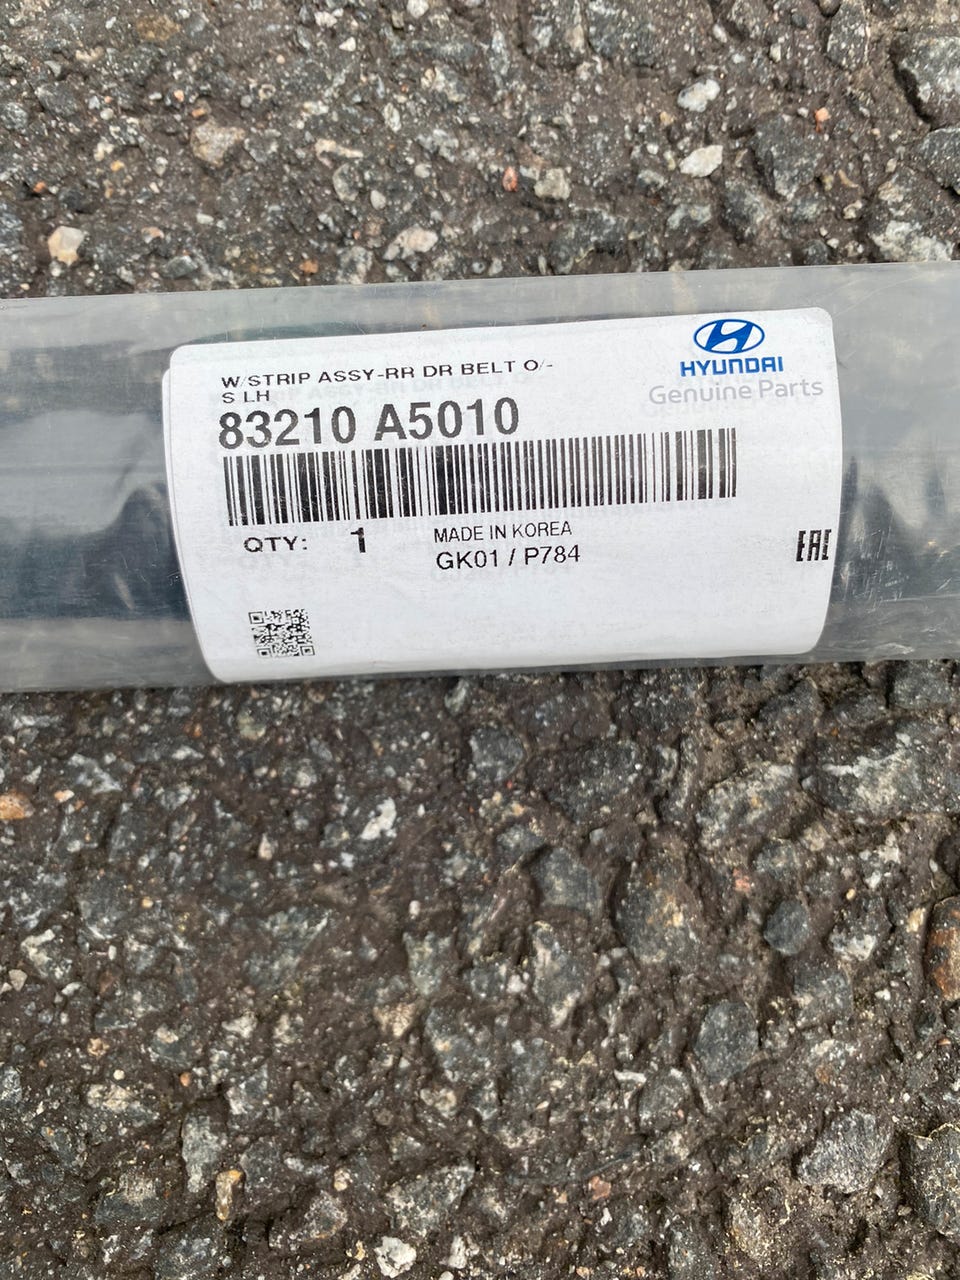 W/STRIP ASSY-RR DR BELT O/-
S LH
83210 A5010
HYUNDAI
Genuine Parts
QTY: 1
MADE IN KOREA
GK01 / P784
EAC